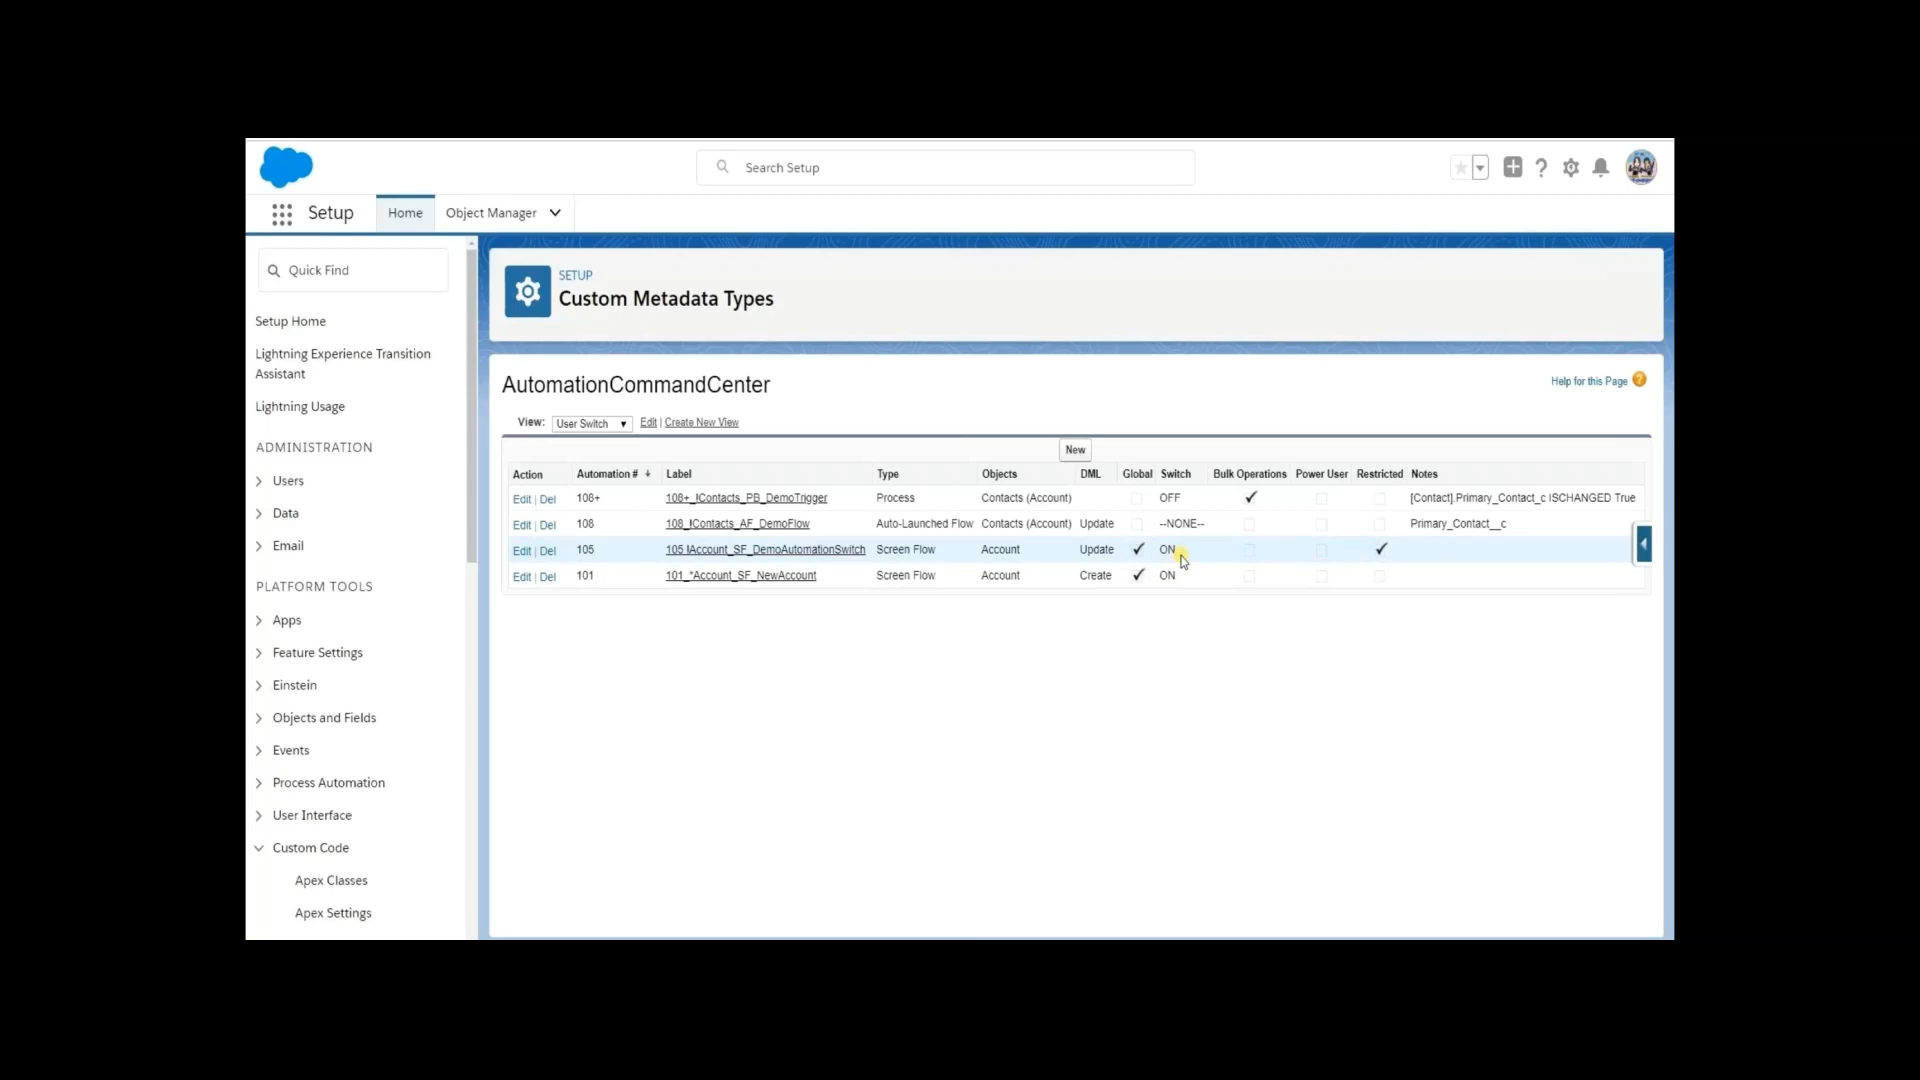 Search Setup
Setup
Home
Object Manager
Quick Find
Setup Home
Lightning Experience Transition
Assistant
Lightning Usage
ADMINISTRATION
Users
Data
Email
PLATFORM TOOLS
Apps
Feature Settings
Einstein
Objects and Fields
Events
Process Automation
User Interface
Custom Code
Apex Classes
Apex Settings
SETUP
Custom Metadata Types
AutomationCommandCenter
Help for this Page ?
View: User Switch Edit | Create New View
New
Action Automation # Label Type Objects DML Global Switch Bulk Operations Power User Restricted Notes
Edit | Del 108+ 108+_!Contacts_PB_DemoTrigger Process Contacts (Account) OFF ✓ [Contact].Primary_Contact_c ISCHANGED True
Edit | Del 108 108_!Contacts_AF_DemoFlow Auto-Launched Flow Contacts (Account) Update --NONE-- Primary_Contact__c
Edit | Del 105 105 !Account_SF_DemoAutomationSwitch Screen Flow Account Update ✓ ON ✓
Edit | Del 101 101_*Account_SF_NewAccount Screen Flow Account Create ✓ ON